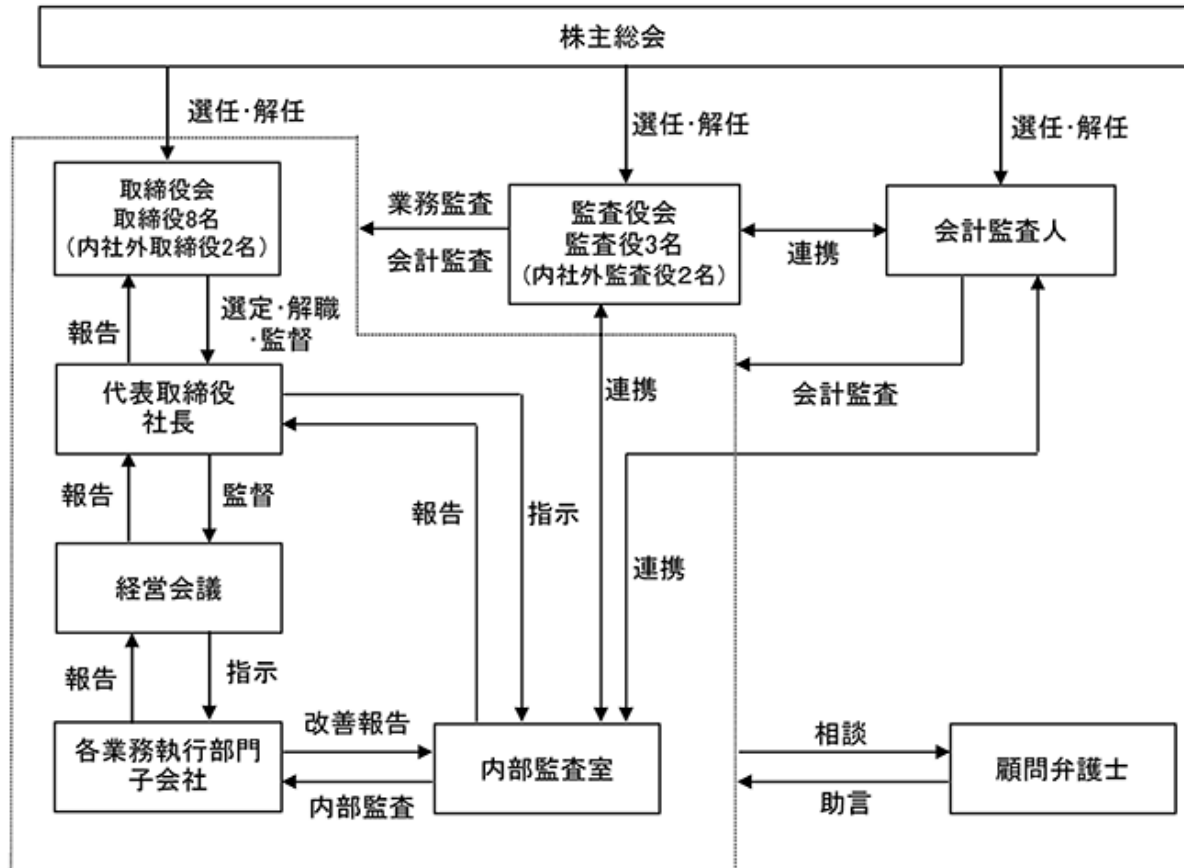 株主総会
選任・解任
選任・解任
選任・解任
取締役会
取締役8名
(内社外取締役2名)
業務監査
会計監査
監査役会
監査役3名
(内社外監査役2名)
連携
会計監査人
報告
選定・解職
・監督
代表取締役
社長
連携
会計監査
報告
監督
報告
指示
連携
経営会議
報告
指示
各業務執行部門
子会社
改善報告
内部監査
内部監査室
相談
助言
顧問弁護士